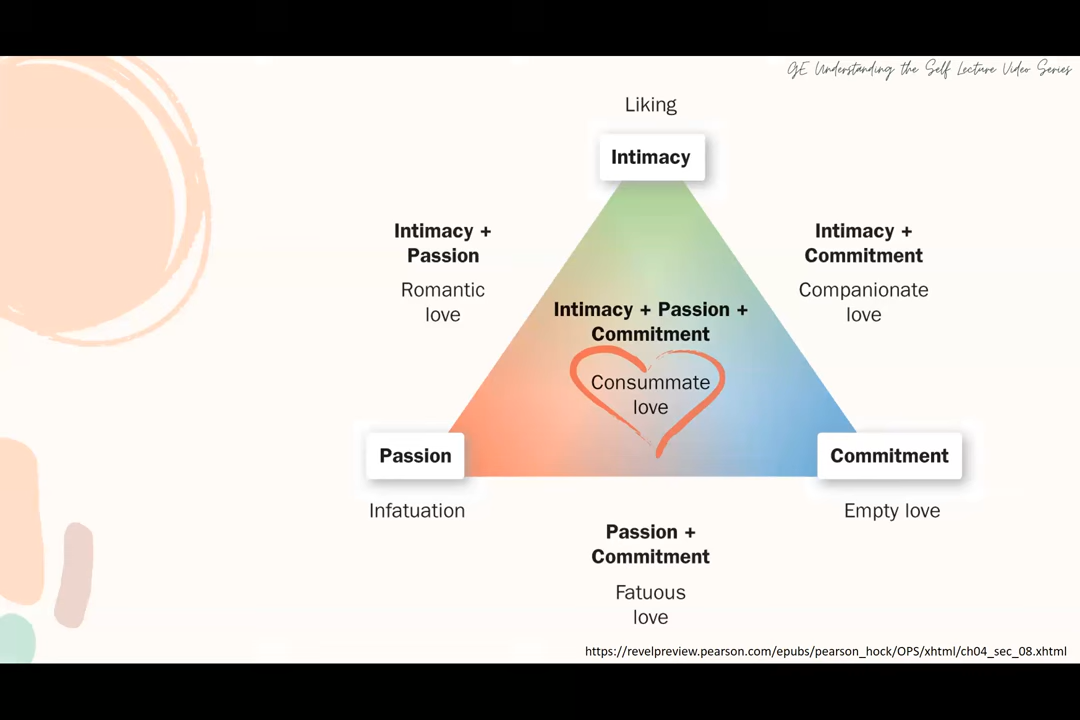 GE Understanding the Self Lecture Video Series
Liking
Intimacy
Intimacy +
Passion
Romantic
love
Intimacy +
Commitment
Companionate
love
Intimacy + Passion +
Commitment
Consummate
love
Passion
Infatuation
Commitment
Empty love
Passion +
Commitment
Fatuous
love
https://revelpreview.pearson.com/epubs/pearson_hock/OPS/xhtml/ch04_sec_08.xhtml